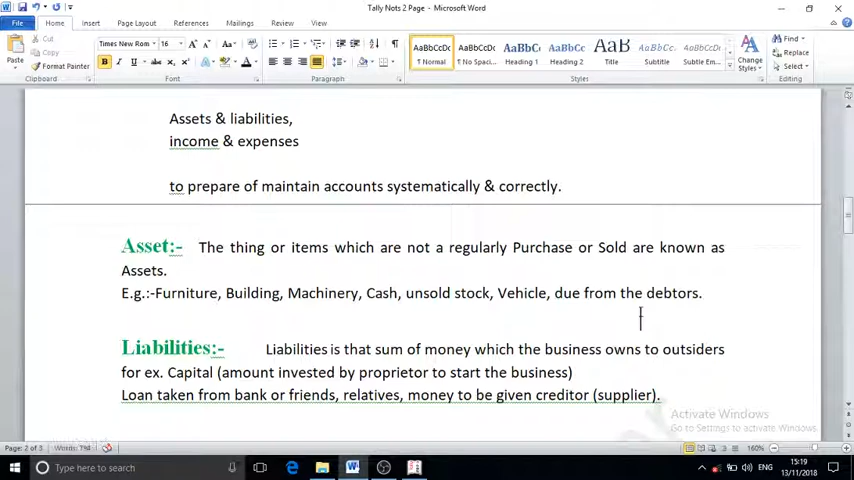 Tally Nots 2 Page - Microsoft Word
File Home Insert Page Layout References Mailings Review View
Cut
Copy
Paste
Format Painter
Clipboard
Times New Rom 16
Font
Paragraph
AaBbCcDc AaBbCcDc AaBbC( AaBbCc AaB AaBbCc. AaBbCcDc
¶ Normal ¶ No Spaci... Heading 1 Heading 2 Title Subtitle Subtle Em...
Styles
Change Styles
Find
Replace
Select
Editing
Assets & liabilities,
income & expenses
to prepare of maintain accounts systematically & correctly.
Asset:- The thing or items which are not a regularly Purchase or Sold are known as
Assets.
E.g.:-Furniture, Building, Machinery, Cash, unsold stock, Vehicle, due from the debtors.
Liabilities:- Liabilities is that sum of money which the business owns to outsiders
for ex. Capital (amount invested by proprietor to start the business)
Loan taken from bank or friends, relatives, money to be given creditor (supplier).
Activate Windows
Go to Settings to activate Windows.
Page: 2 of 3 Words: 194 160%
Type here to search
ENG
15:19
13/11/2018